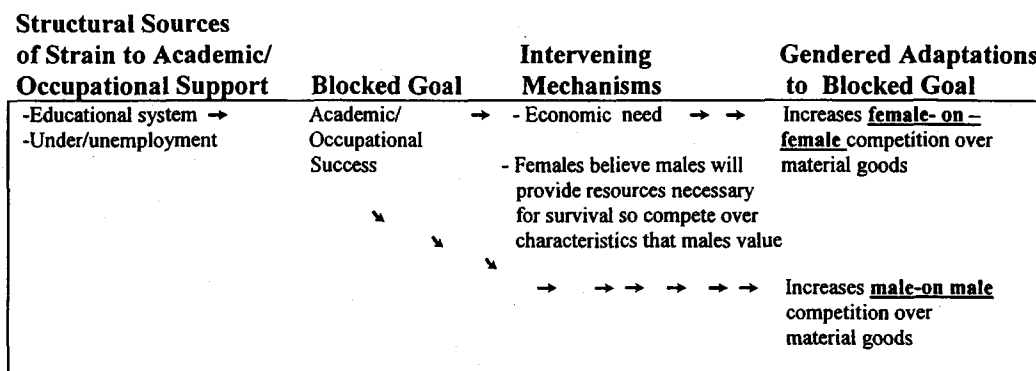 Structural Sources
of Strain to Academic/
Occupational Support
Blocked Goal
Intervening
Mechanisms
Gendered Adaptations
to Blocked Goal
-Educational system →
-Under/unemployment
Academic/
Occupational
Success
→ - Economic need → →
- Females believe males will
provide resources necessary
for survival so compete over
characteristics that males value
Increases female- on –
female competition over
material goods
Increases male-on male
competition over
material goods